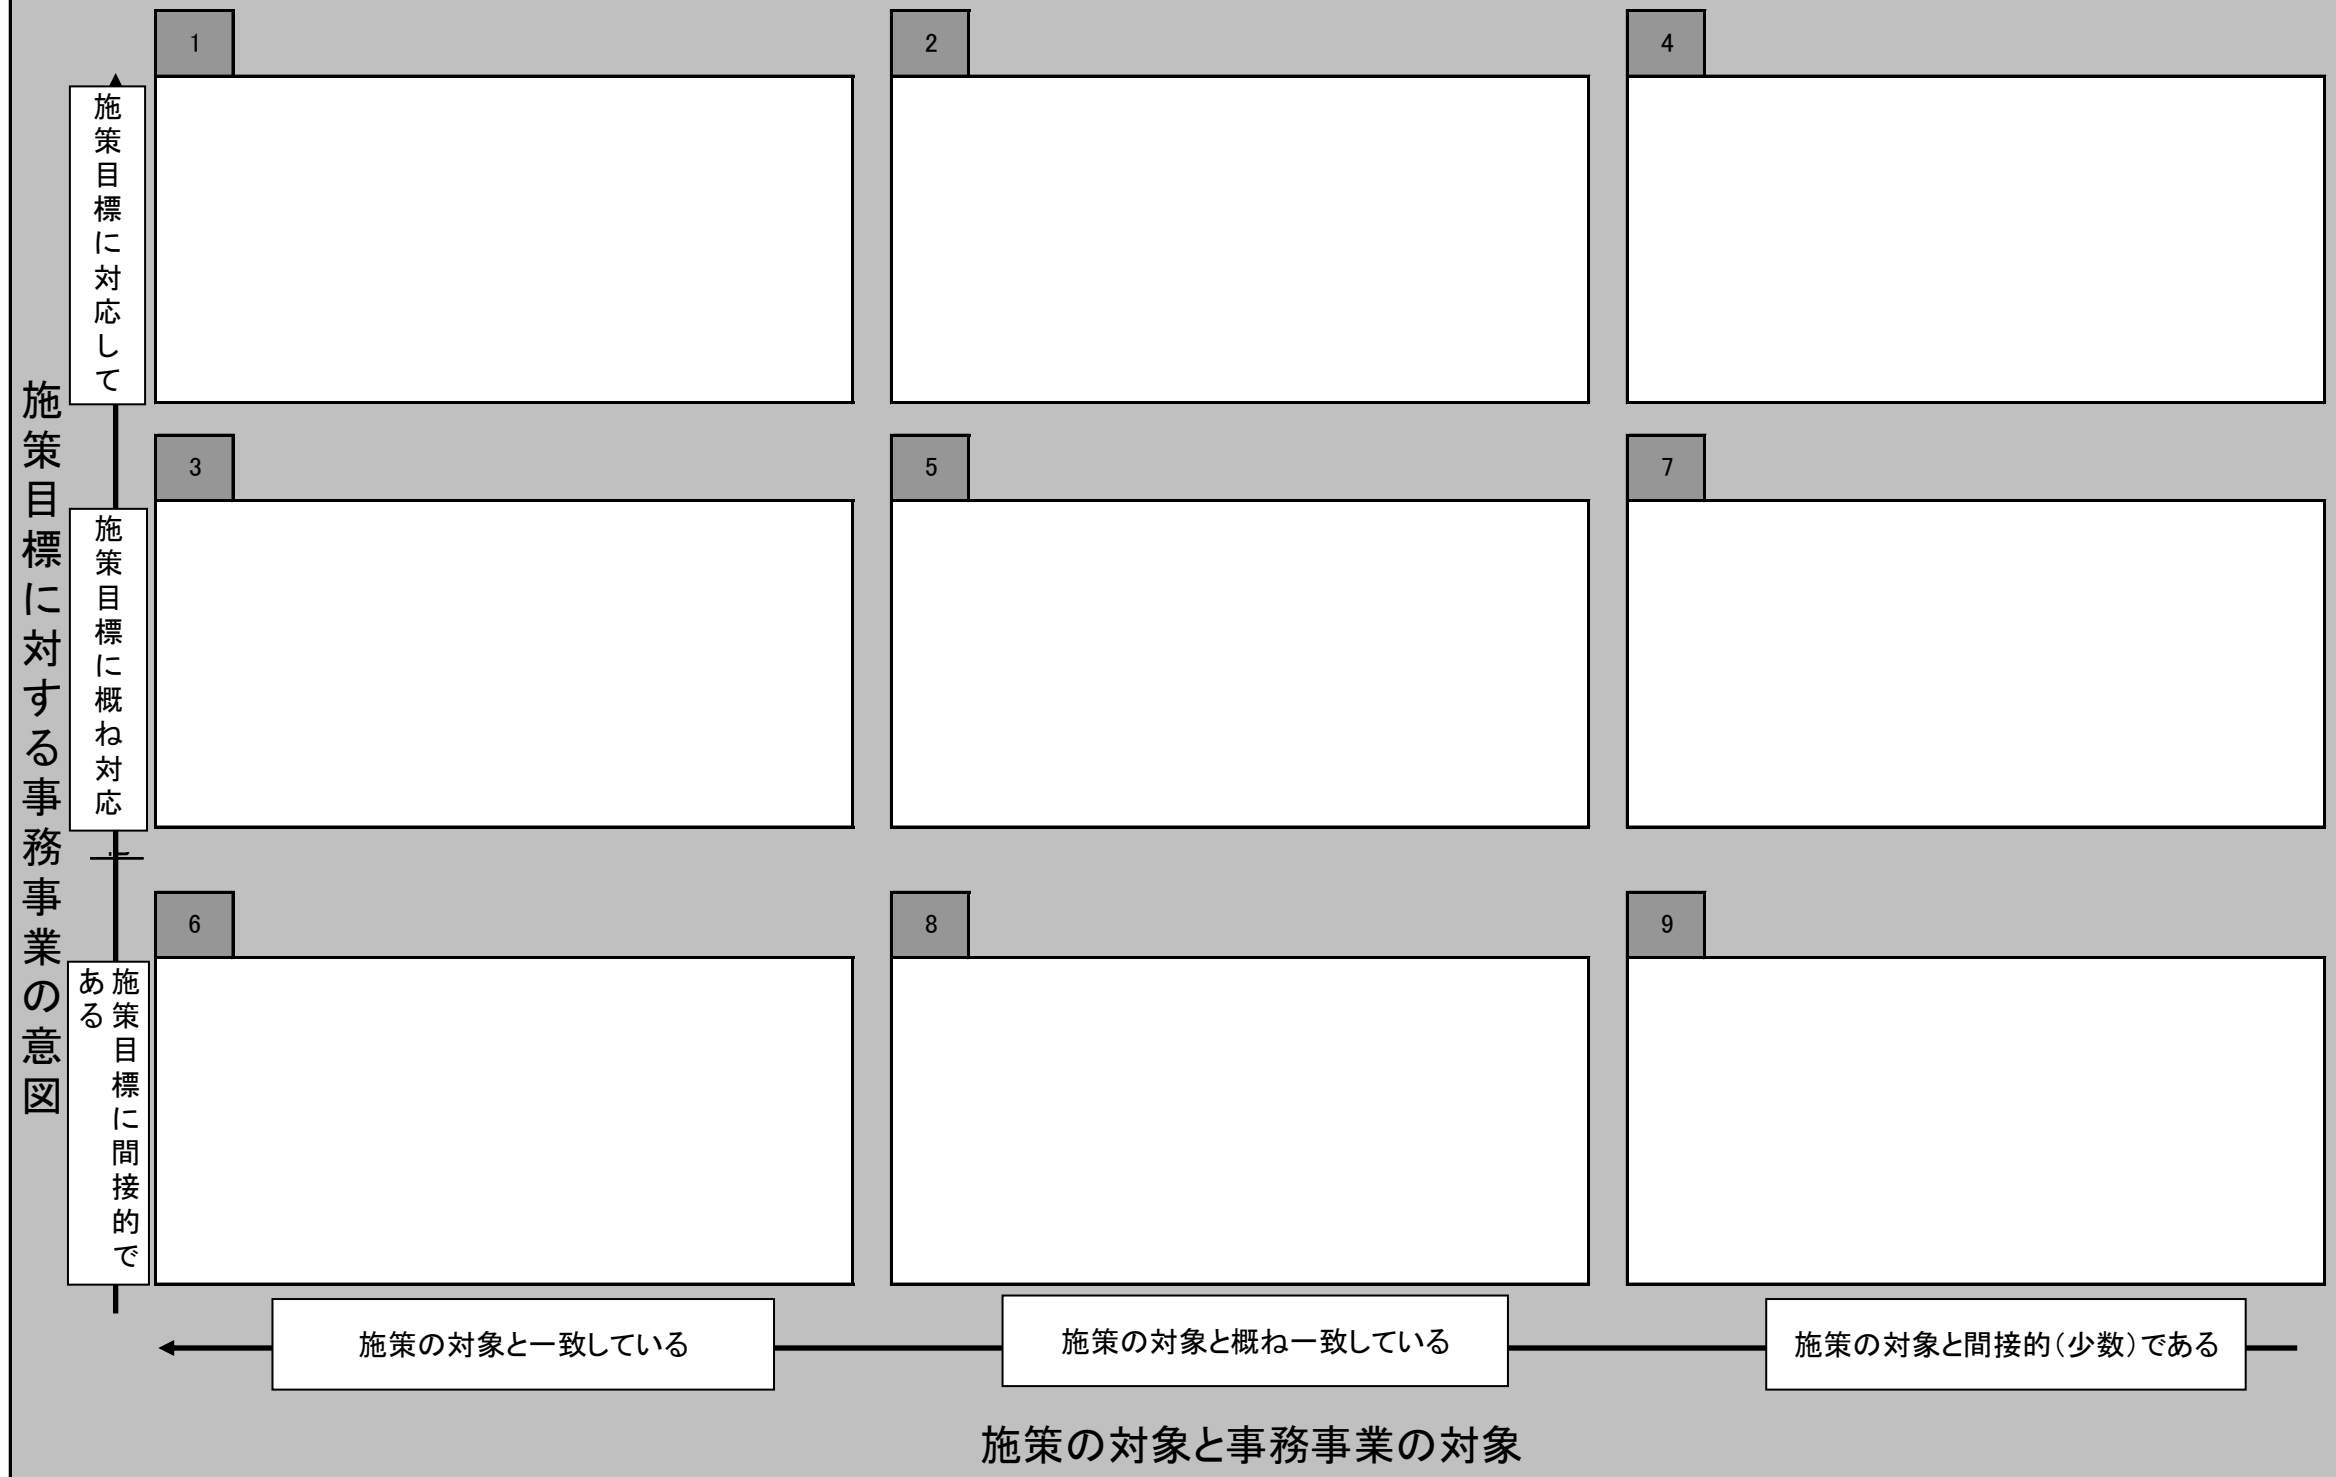 1
2
4
施策目標に対応して
3
5
7
施策目標に概ね対応
6
8
9
施策目標に間接的で
ある
施策目標に対する事務事業の意図
施策の対象と一致している
施策の対象と概ね一致している
施策の対象と間接的(少数)である
施策の対象と事務事業の対象